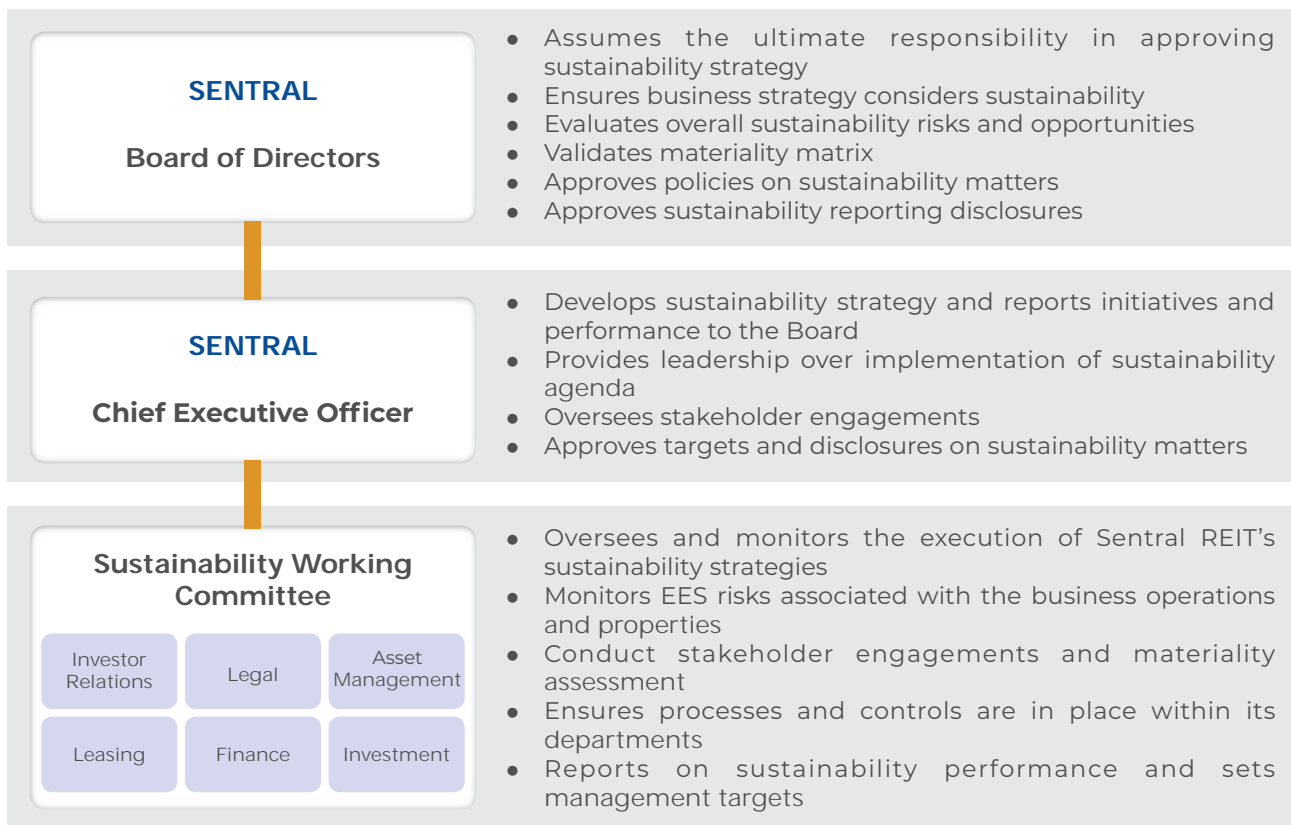 SENTRAL
Board of Directors
● Assumes the ultimate responsibility in approving
sustainability strategy
● Ensures business strategy considers sustainability
● Evaluates overall sustainability risks and opportunities
● Validates materiality matrix
● Approves policies on sustainability matters
● Approves sustainability reporting disclosures
SENTRAL
Chief Executive Officer
● Develops sustainability strategy and reports initiatives and
performance to the Board
● Provides leadership over implementation of sustainability
agenda
● Oversees stakeholder engagements
● Approves targets and disclosures on sustainability matters
Sustainability Working
Committee
Investor
Relations
Legal
Asset
Management
Leasing
Finance
Investment
● Oversees and monitors the execution of Sentral REIT’s
sustainability strategies
● Monitors EES risks associated with the business operations
and properties
● Conduct stakeholder engagements and materiality
assessment
● Ensures processes and controls are in place within its
departments
● Reports on sustainability performance and sets
management targets